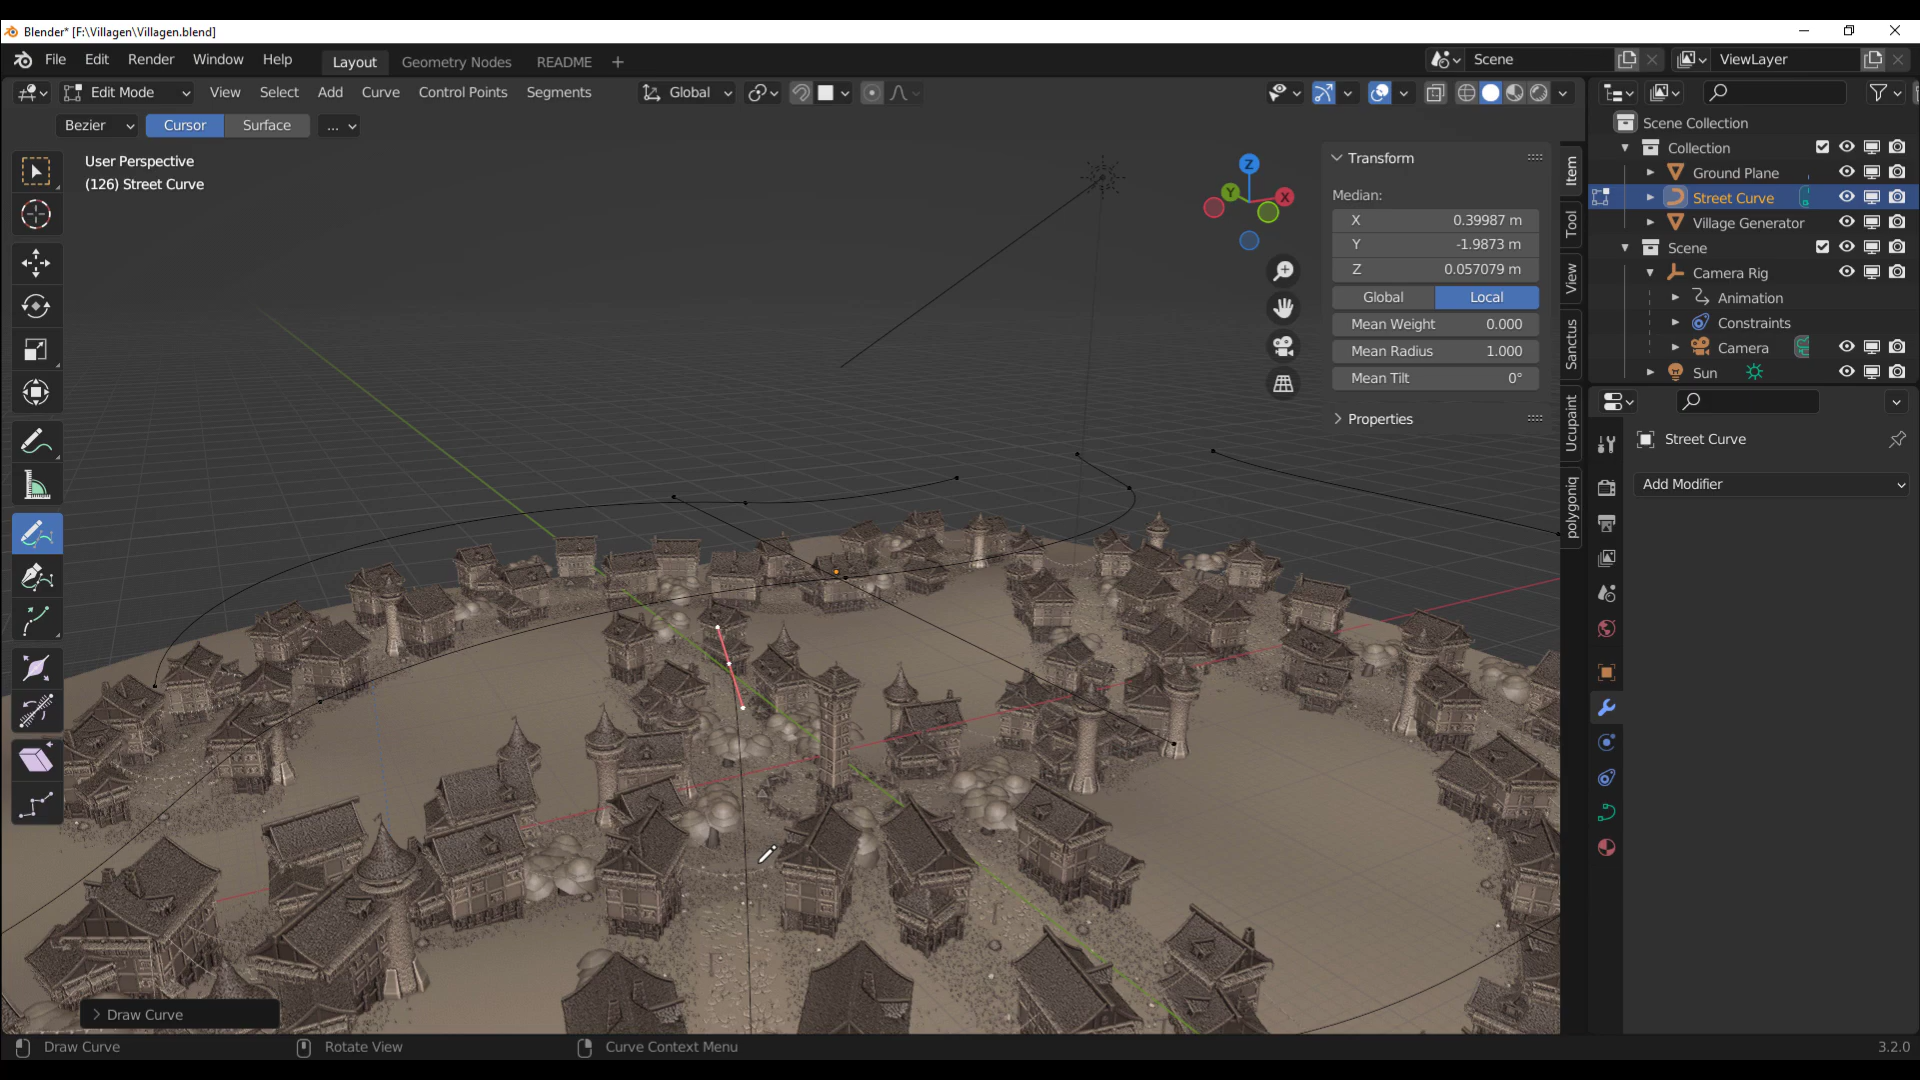 Blender* [F:\Villagen\Villagen.blend]
File Edit Render Window Help Layout Geometry Nodes README + Scene ViewLayer
Edit Mode View Select Add Curve Control Points Segments Global
Bezier Cursor Surface ...
User Perspective
(126) Street Curve
Z
Y
X
Transform
Median:
X 0.39987 m
Y -1.9873 m
Z 0.057079 m
Global Local
Mean Weight 0.000
Mean Radius 1.000
Mean Tilt 0°
Properties
Item
Tool
View
Sanctus
Ucupaint
polygoniq
Scene Collection
Collection
Ground Plane
Street Curve
Village Generator
Scene
Camera Rig
Animation
Constraints
Camera
Sun
Street Curve
Add Modifier
Draw Curve
Draw Curve Rotate View Curve Context Menu 3.2.0